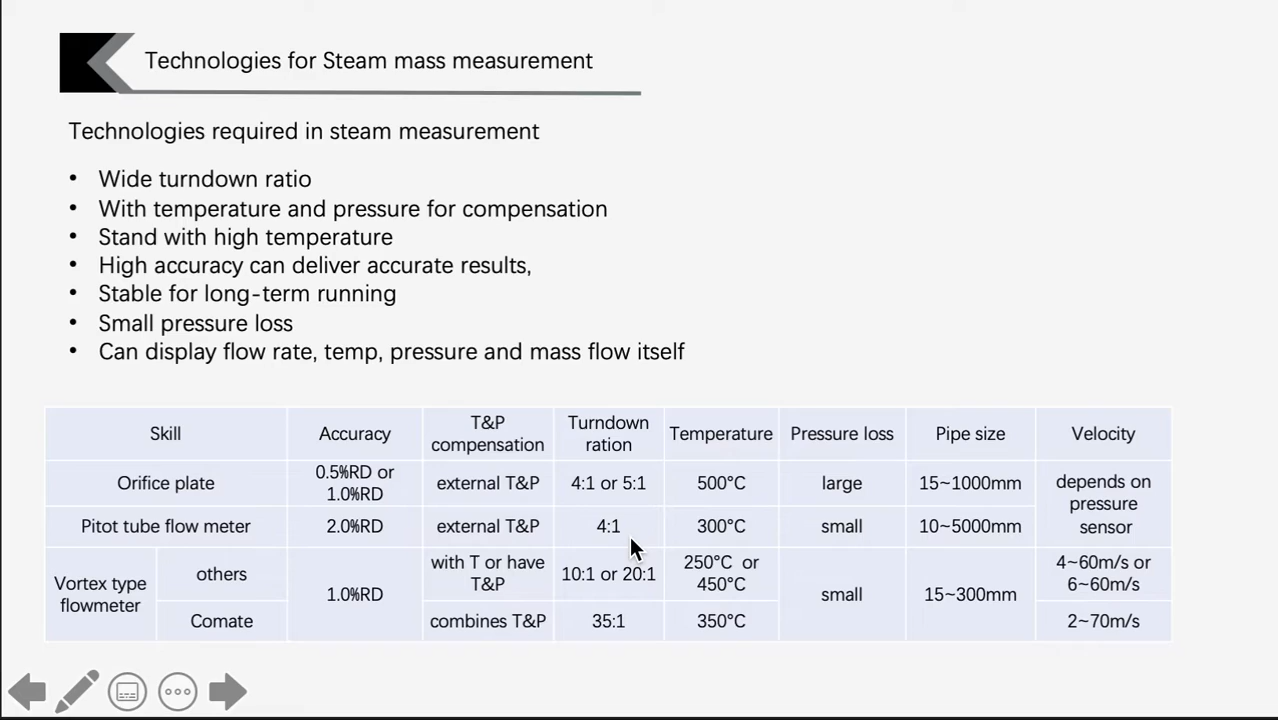 Technologies for Steam mass measurement
Technologies required in steam measurement
• Wide turndown ratio
• With temperature and pressure for compensation
• Stand with high temperature
• High accuracy can deliver accurate results,
• Stable for long-term running
• Small pressure loss
• Can display flow rate, temp, pressure and mass flow itself
Skill
Accuracy
T&P
compensation
Turndown
ration
Temperature
Pressure loss
Pipe size
Velocity
Orifice plate
0.5%RD or
1.0%RD
external T&P
4:1 or 5:1
500°C
large
15~1000mm
depends on
pressure
sensor
Pitot tube flow meter
2.0%RD
external T&P
4:1
300°C
small
10~5000mm
Vortex type
flowmeter
others
1.0%RD
with T or have
T&P
10:1 or 20:1
250°C or
450°C
small
15~300mm
4~60m/s or
6~60m/s
Comate
combines T&P
35:1
350°C
2~70m/s